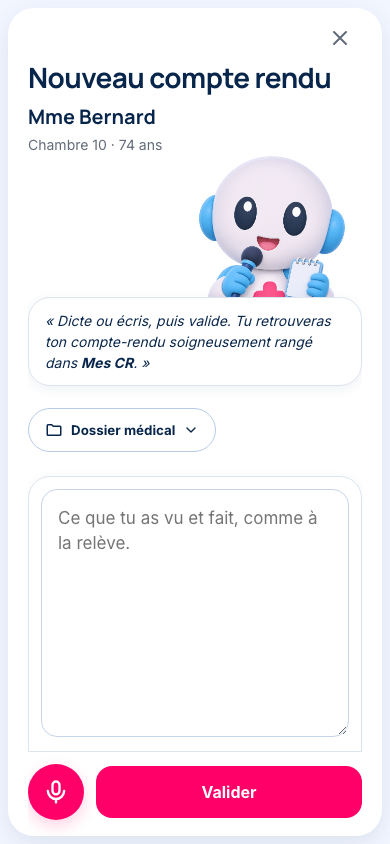 Nouveau compte rendu
Mme Bernard
Chambre 10 · 74 ans
« Dicte ou écris, puis valide. Tu retrouveras
ton compte-rendu soigneusement rangé
dans Mes CR. »
Dossier médical
Ce que tu as vu et fait, comme à
la relève.
Valider